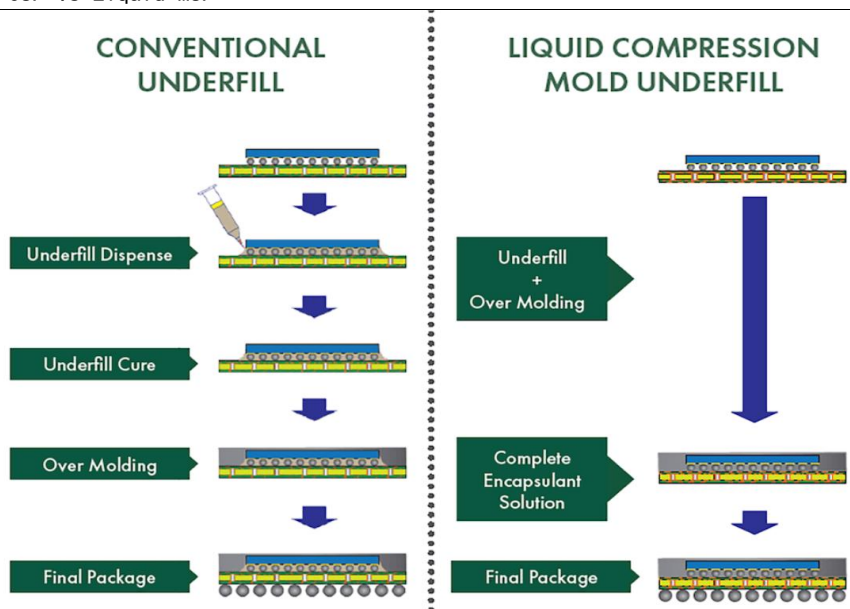 CONVENTIONAL
UNDERFILL
Underfill Dispense
Underfill Cure
Over Molding
Final Package
LIQUID COMPRESSION
MOLD UNDERFILL
Underfill
+
Over Molding
Complete
Encapsulant
Solution
Final Package